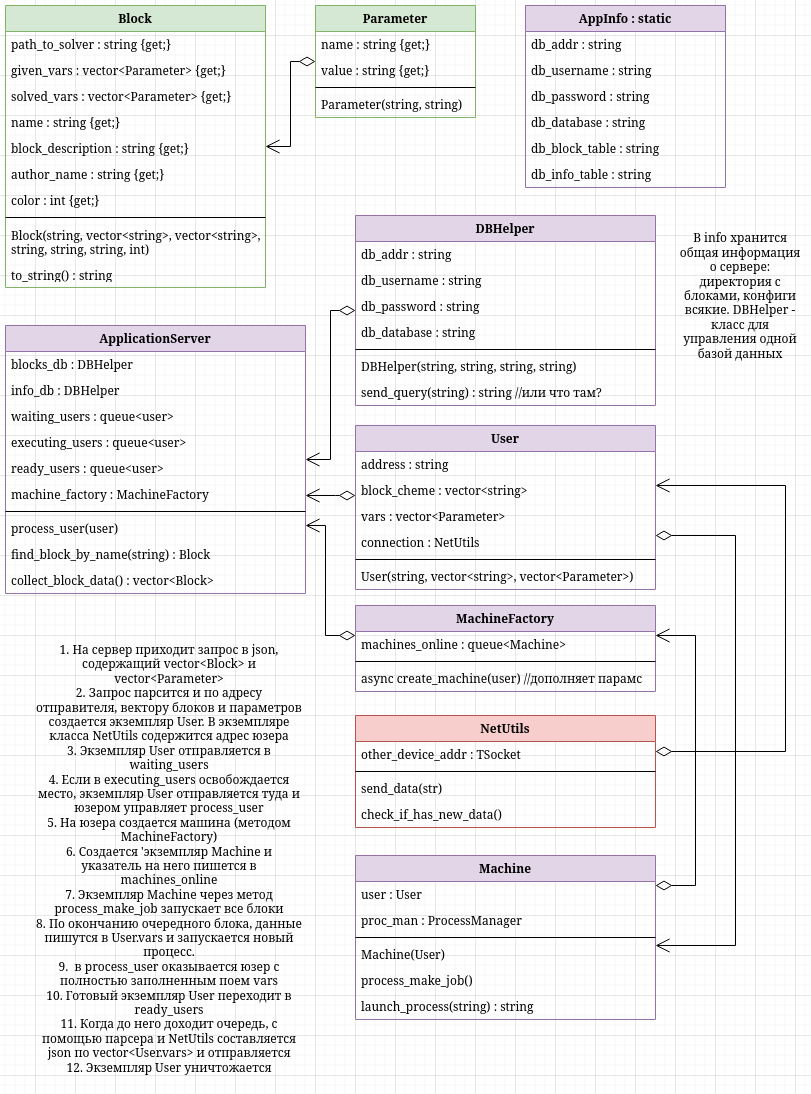 Block
path_to_solver : string {get;}
given_vars : vector<Parameter> {get;}
solved_vars : vector<Parameter> {get;}
name : string {get;}
block_description : string {get;}
author_name : string {get;}
color : int {get;}
Block(string, vector<string>, vector<string>,
string, string, string, int)
to_string() : string
Parameter
name : string {get;}
value : string {get;}
Parameter(string, string)
AppInfo : static
db_addr : string
db_username : string
db_password : string
db_database : string
db_block_table : string
db_info_table : string
DBHelper
db_addr : string
db_username : string
db_password : string
db_database : string
DBHelper(string, string, string, string)
send_query(string) : string //или что там?
В info хранится
общая информация
о сервере:
директория с
блоками, конфиги
всякие. DBHelper -
класс для
управления одной
базой данных
ApplicationServer
blocks_db : DBHelper
info_db : DBHelper
waiting_users : queue<user>
executing_users : queue<user>
ready_users : queue<user>
machine_factory : MachineFactory
process_user(user)
find_block_by_name(string) : Block
collect_block_data() : vector<Block>
User
address : string
block_cheme : vector<string>
vars : vector<Parameter>
connection : NetUtils
User(string, vector<string>, vector<Parameter>)
MachineFactory
machines_online : queue<Machine>
async create_machine(user) //дополняет парамс
NetUtils
other_device_addr : TSocket
send_data(str)
check_if_has_new_data()
Machine
user : User
proc_man : ProcessManager
Machine(User)
process_make_job()
launch_process(string) : string
1. На сервер приходит запрос в json,
содержащий vector<Block> и
vector<Parameter>
2. Запрос парсится и по адресу
отправителя, вектору блоков и параметров
создается экземпляр User. В экземпляре
класса NetUtils содержится адрес юзера
3. Экземпляр User отправляется в
waiting_users
4. Если в executing_users освобождается
место, экземпляр User отправляется туда и
юзером управляет process_user
5. На юзера создается машина (методом
MachineFactory)
6. Создается 'экземпляр Machine и
указатель на него пишется в
machines_online
7. Экземпляр Machine через метод
process_make_job запускает все блоки
8. По окончанию очередного блока, данные
пишутся в User.vars и запускается новый
процесс.
9. в process_user оказывается юзер с
полностью заполненным поем vars
10. Готовый экземпляр User переходит в
ready_users
11. Когда до него доходит очередь, с
помощью парсера и NetUtils составляется
json по vector<User.vars> и отправляется
12. Экземпляр User уничтожается